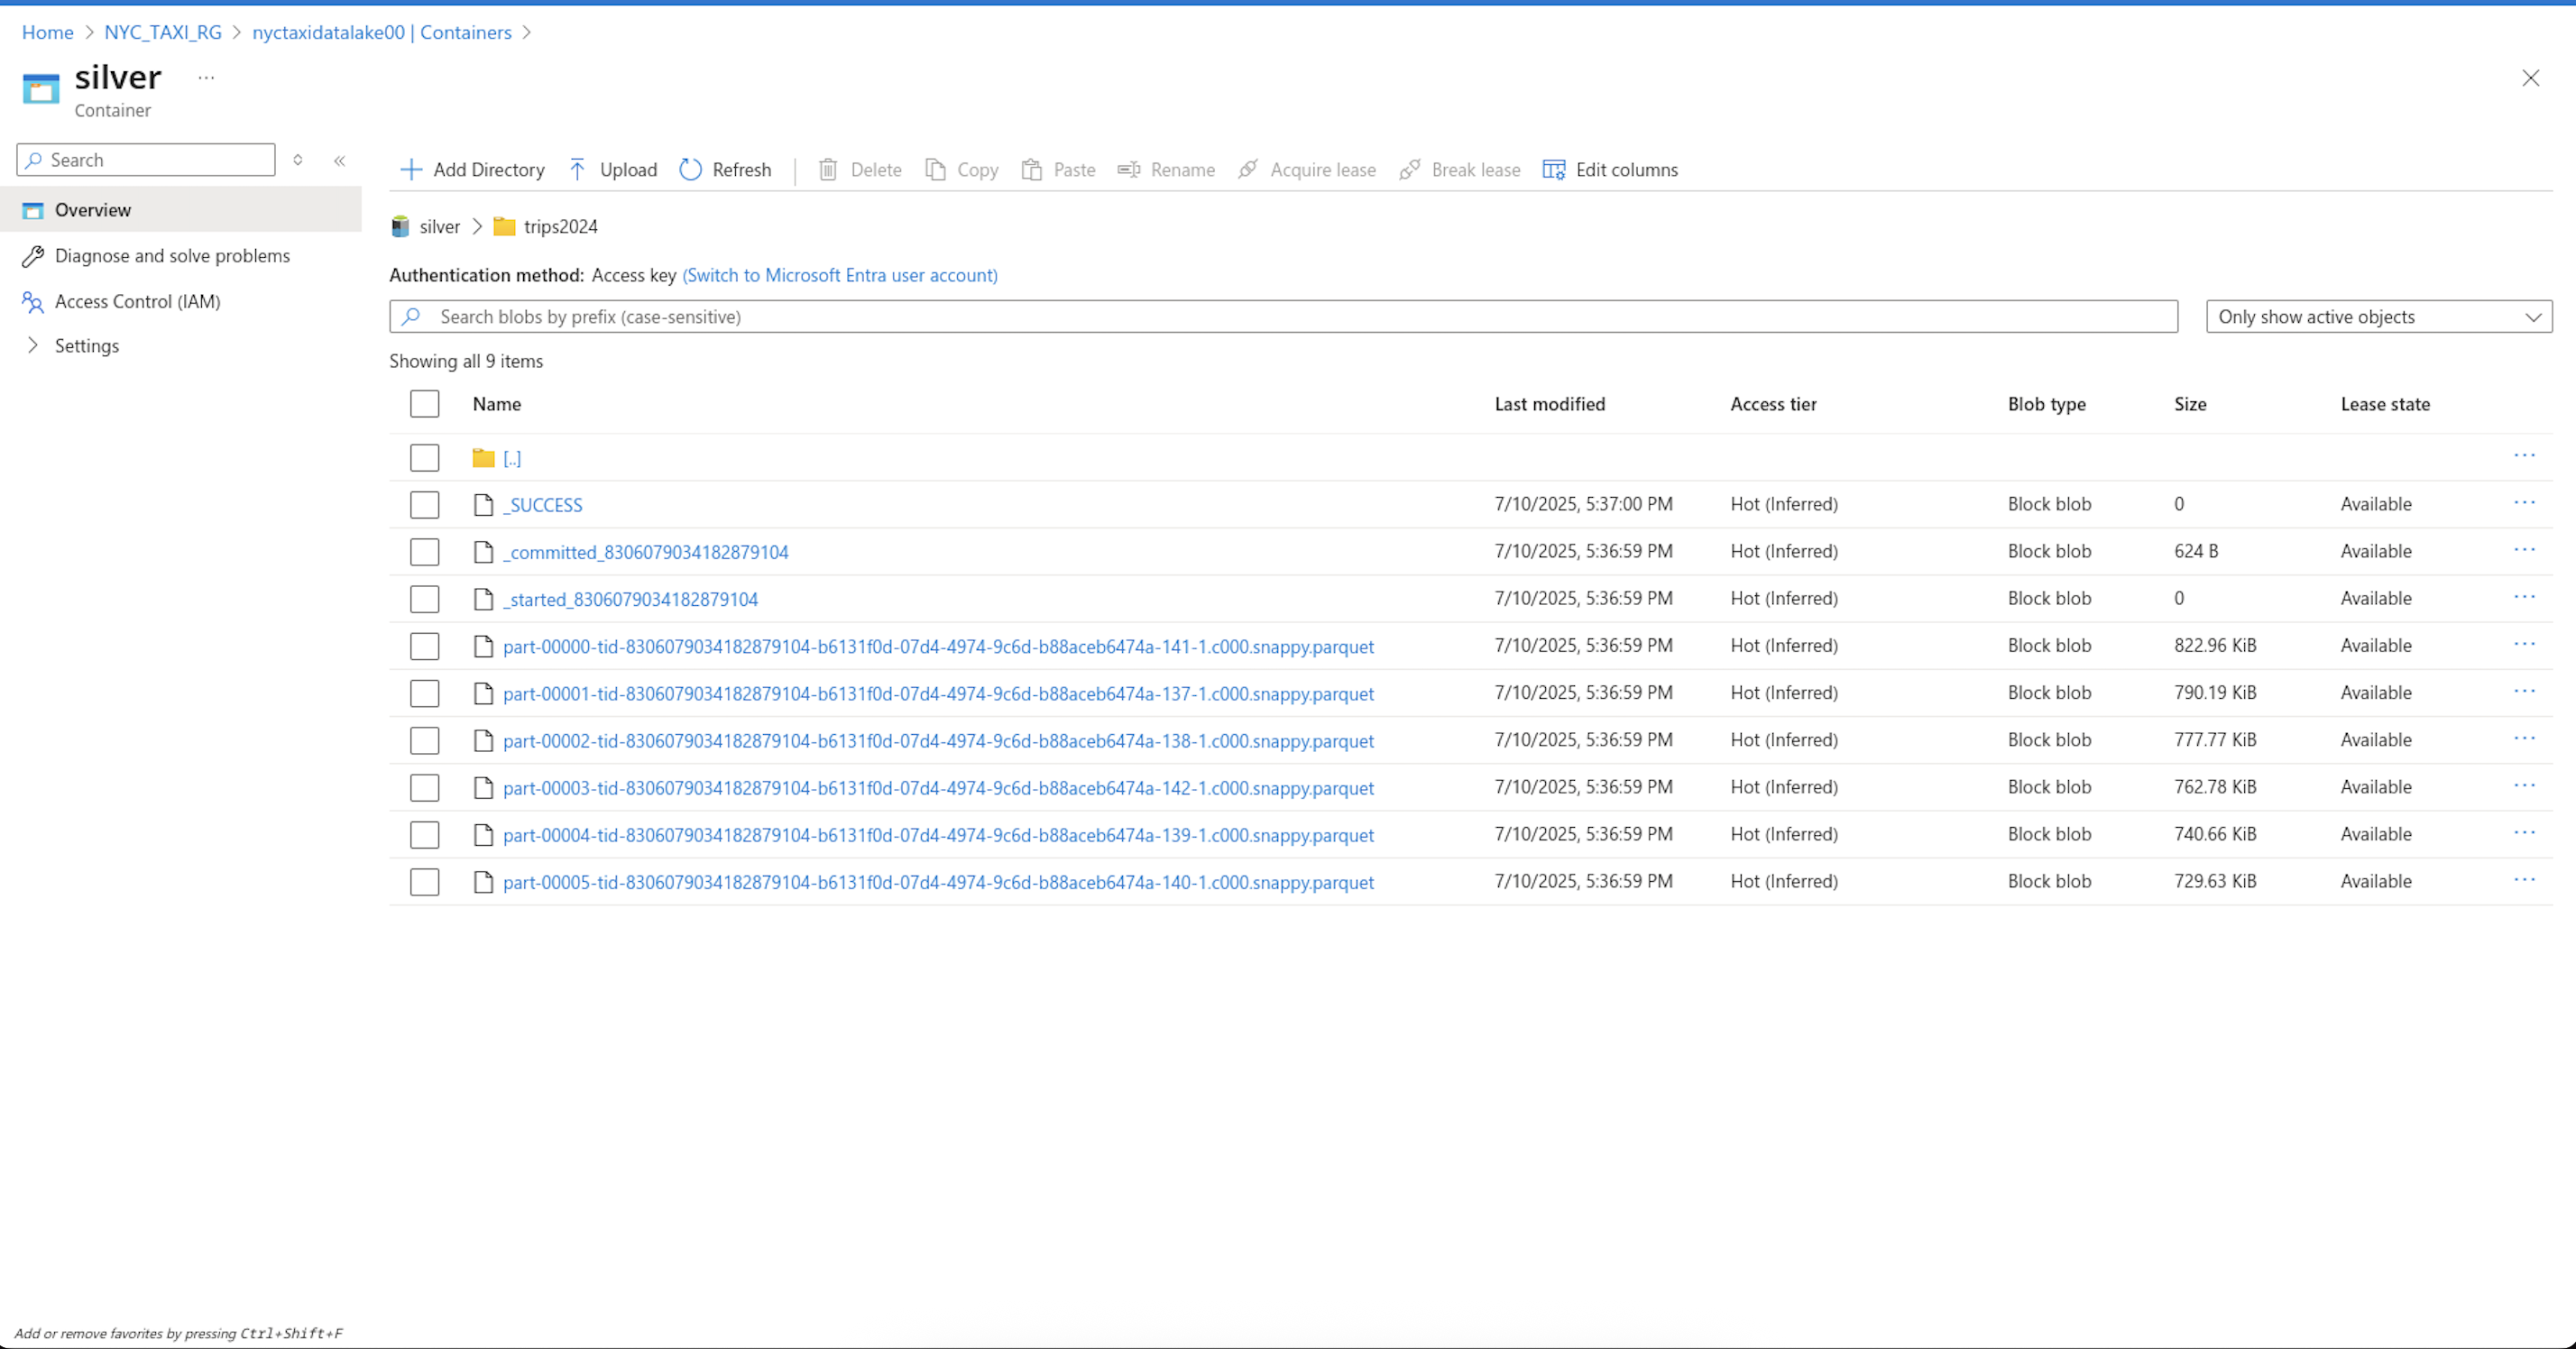 Home > NYC_TAXI_RG > nyctaxidatalake00 | Containers >
silver ...
Container
Search
Overview
Diagnose and solve problems
Access Control (IAM)
Settings
Add Directory Upload Refresh Delete Copy Paste Rename Acquire lease Break lease Edit columns
silver > trips2024
Authentication method: Access key (Switch to Microsoft Entra user account)
Search blobs by prefix (case-sensitive) Only show active objects
Showing all 9 items
Name Last modified Access tier Blob type Size Lease state
[..] ...
_SUCCESS 7/10/2025, 5:37:00 PM Hot (Inferred) Block blob 0 Available ...
_committed_8306079034182879104 7/10/2025, 5:36:59 PM Hot (Inferred) Block blob 624 B Available ...
_started_8306079034182879104 7/10/2025, 5:36:59 PM Hot (Inferred) Block blob 0 Available ...
part-00000-tid-8306079034182879104-b6131f0d-07d4-4974-9c6d-b88aceb6474a-141-1.c000.snappy.parquet 7/10/2025, 5:36:59 PM Hot (Inferred) Block blob 822.96 KiB Available ...
part-00001-tid-8306079034182879104-b6131f0d-07d4-4974-9c6d-b88aceb6474a-137-1.c000.snappy.parquet 7/10/2025, 5:36:59 PM Hot (Inferred) Block blob 790.19 KiB Available ...
part-00002-tid-8306079034182879104-b6131f0d-07d4-4974-9c6d-b88aceb6474a-138-1.c000.snappy.parquet 7/10/2025, 5:36:59 PM Hot (Inferred) Block blob 777.77 KiB Available ...
part-00003-tid-8306079034182879104-b6131f0d-07d4-4974-9c6d-b88aceb6474a-142-1.c000.snappy.parquet 7/10/2025, 5:36:59 PM Hot (Inferred) Block blob 762.78 KiB Available ...
part-00004-tid-8306079034182879104-b6131f0d-07d4-4974-9c6d-b88aceb6474a-139-1.c000.snappy.parquet 7/10/2025, 5:36:59 PM Hot (Inferred) Block blob 740.66 KiB Available ...
part-00005-tid-8306079034182879104-b6131f0d-07d4-4974-9c6d-b88aceb6474a-140-1.c000.snappy.parquet 7/10/2025, 5:36:59 PM Hot (Inferred) Block blob 729.63 KiB Available ...
Add or remove favorites by pressing Ctrl+Shift+F